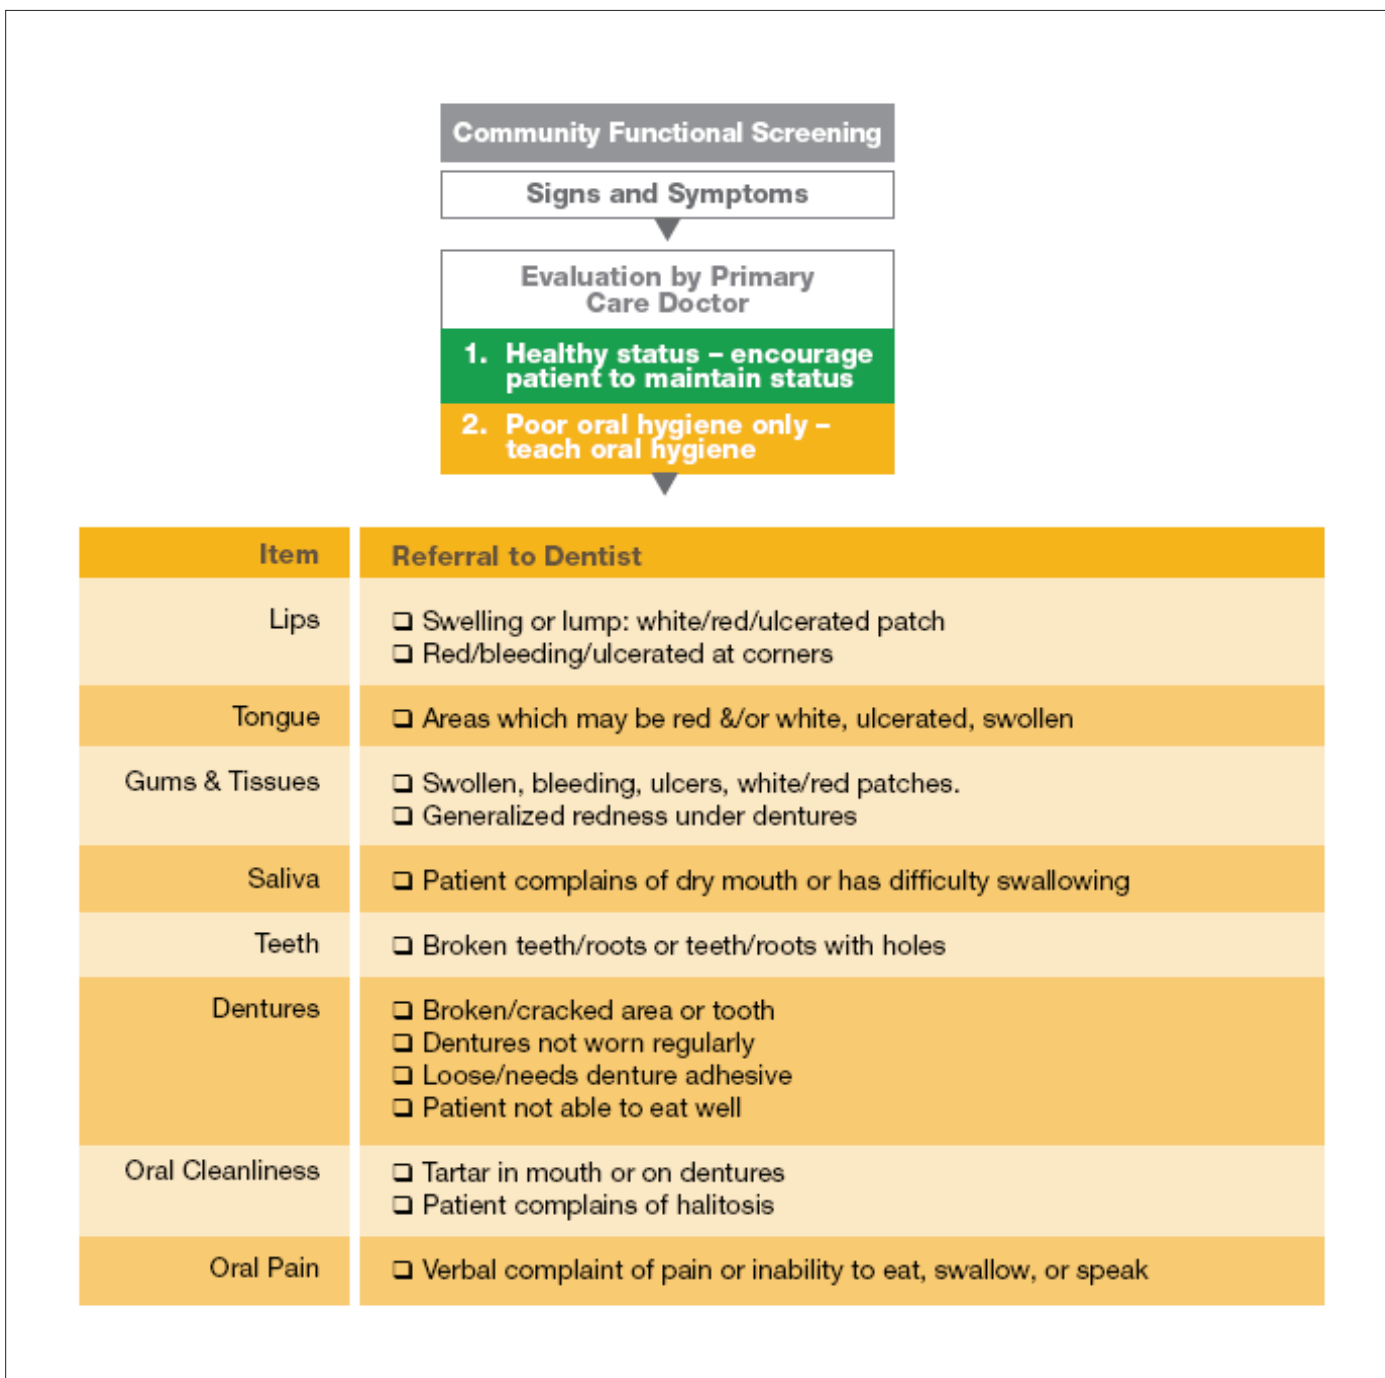 Community Functional Screening
Signs and Symptoms
Evaluation by Primary
Care Doctor
1. Healthy status – encourage
patient to maintain status
2. Poor oral hygiene only –
teach oral hygiene
Item Referral to Dentist
Lips ❑ Swelling or lump: white/red/ulcerated patch
❑ Red/bleeding/ulcerated at corners
Tongue ❑ Areas which may be red &/or white, ulcerated, swollen
Gums & Tissues ❑ Swollen, bleeding, ulcers, white/red patches.
❑ Generalized redness under dentures
Saliva ❑ Patient complains of dry mouth or has difficulty swallowing
Teeth ❑ Broken teeth/roots or teeth/roots with holes
Dentures ❑ Broken/cracked area or tooth
❑ Dentures not worn regularly
❑ Loose/needs denture adhesive
❑ Patient not able to eat well
Oral Cleanliness ❑ Tartar in mouth or on dentures
❑ Patient complains of halitosis
Oral Pain ❑ Verbal complaint of pain or inability to eat, swallow, or speak